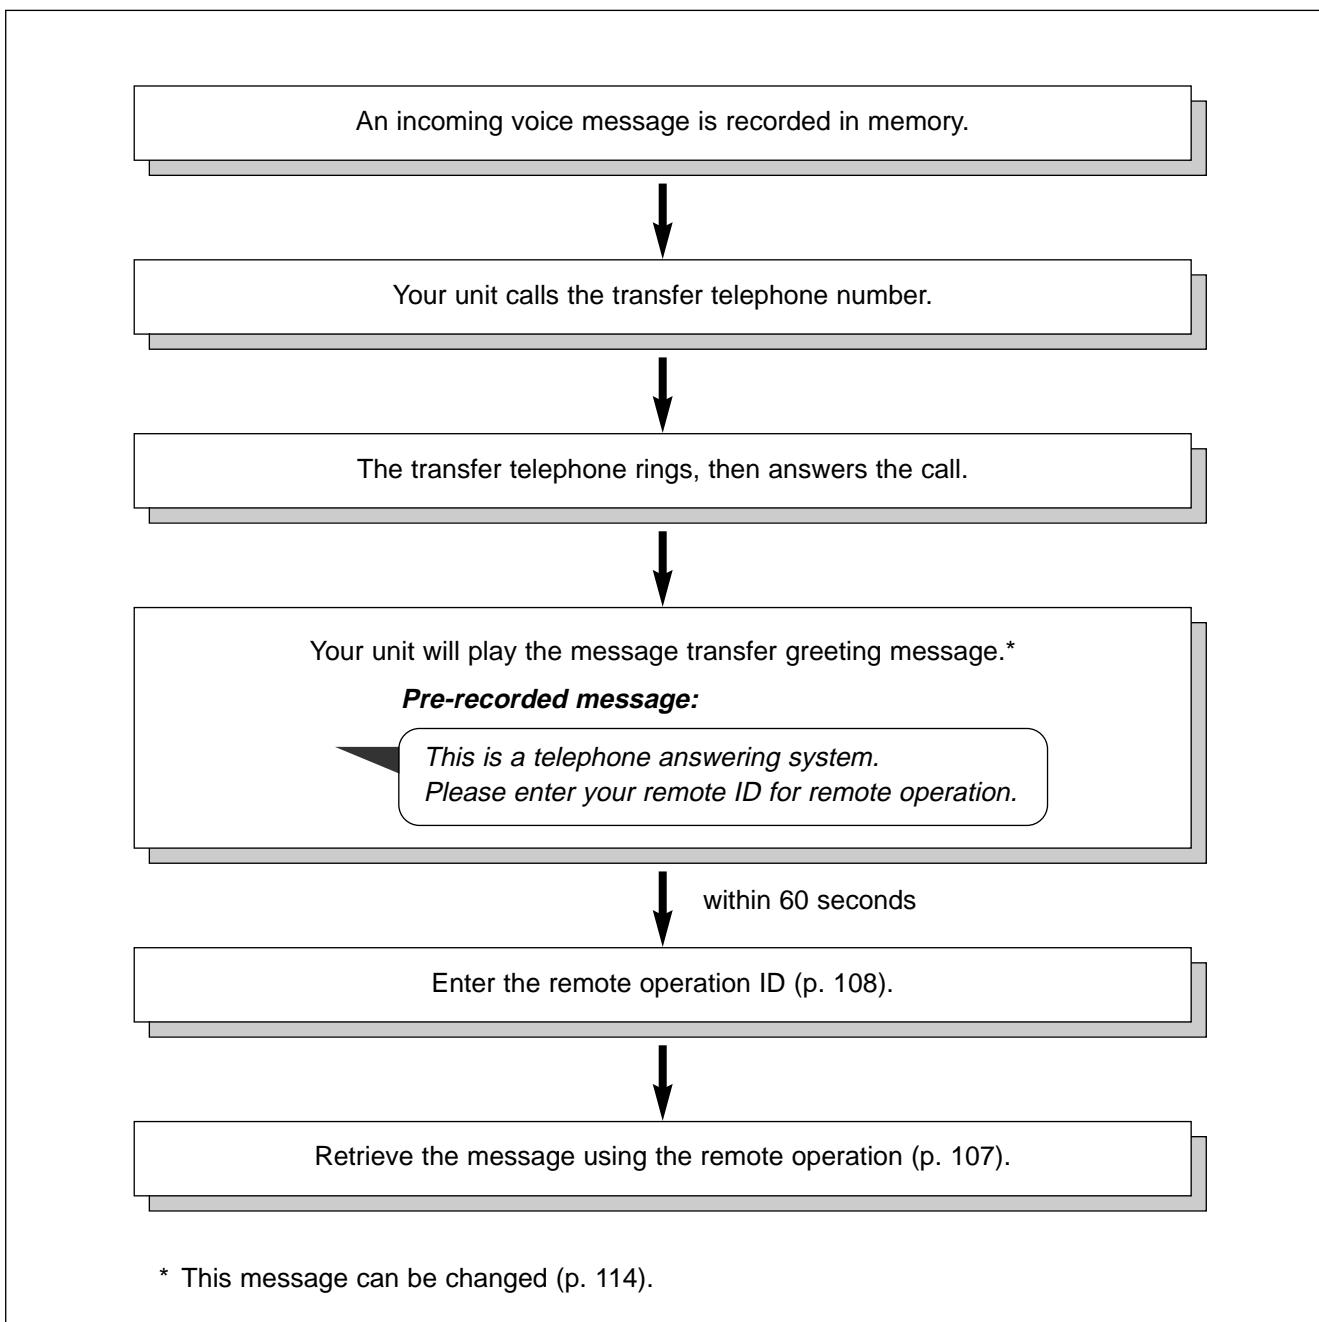 An incoming voice message is recorded in memory.
Your unit calls the transfer telephone number.
The transfer telephone rings, then answers the call.
Your unit will play the message transfer greeting message.*
Pre-recorded message:
This is a telephone answering system.
Please enter your remote ID for remote operation.
within 60 seconds
Enter the remote operation ID (p. 108).
Retrieve the message using the remote operation (p. 107).
* This message can be changed (p. 114).